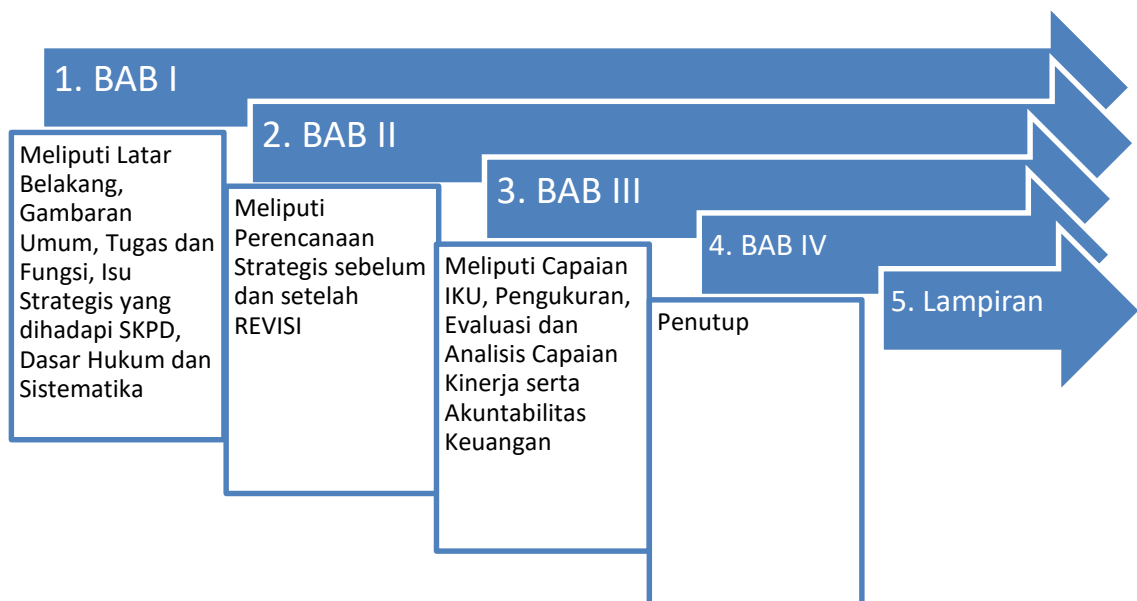 1. BAB I
Meliputi Latar
Belakang,
Gambaran
Umum, Tugas dan
Fungsi, Isu
Strategis yang
dihadapi SKPD,
Dasar Hukum dan
Sistematika
2. BAB II
Meliputi
Perencanaan
Strategis sebelum
dan setelah
REVISI
3. BAB III
Meliputi Capaian
IKU, Pengukuran,
Evaluasi dan
Analisis Capaian
Kinerja serta
Akuntabilitas
Keuangan
4. BAB IV
Penutup
5. Lampiran